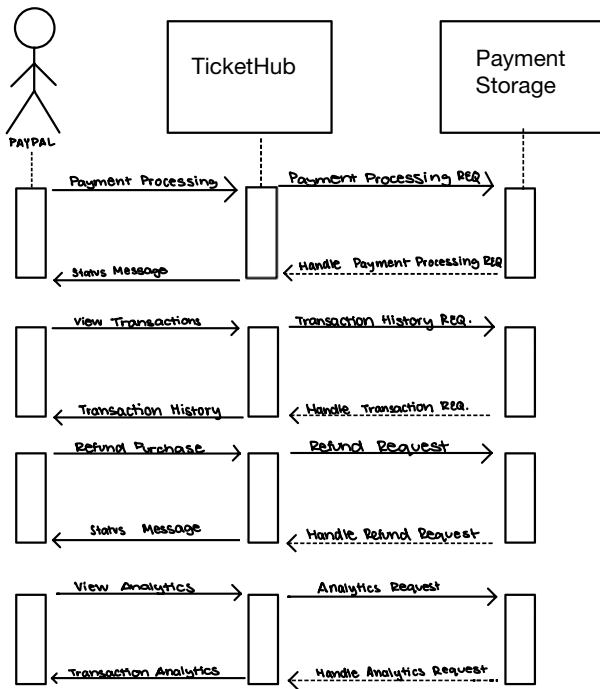 TicketHub
Payment
Storage
PAYPAL
Payment Processing
Payment Processing REQ
Status Message
Handle Payment Processing REQ
View Transactions
Transaction History REQ.
Transaction History
Handle Transaction REQ.
Refund Purchase
Refund Request
Status Message
Handle Refund Request
View Analytics
Analytics Request
Transaction Analytics
Handle Analytics Request